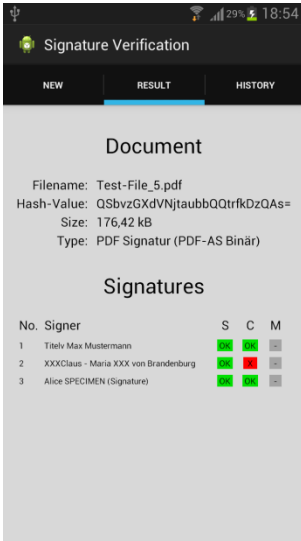 29% 18:54
Signature Verification
NEW RESULT HISTORY
Document
Filename: Test-File_5.pdf
Hash-Value: QSbvzGXdVNjtaubbQQtrfkDzQAs=
Size: 176,42 kB
Type: PDF Signatur (PDF-AS Binär)
Signatures
No. Signer S C M
1 Titelv Max Mustermann OK OK -
2 XXXClaus - Maria XXX von Brandenburg OK X -
3 Alice SPECIMEN (Signature) OK OK -